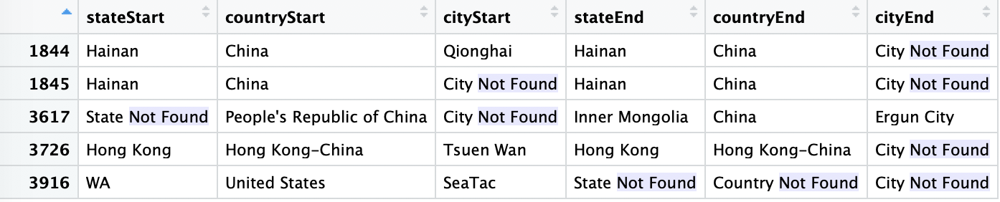 stateStart countryStart cityStart stateEnd countryEnd cityEnd
1844 Hainan China Qionghai Hainan China City Not Found
1845 Hainan China City Not Found Hainan China City Not Found
3617 State Not Found People's Republic of China City Not Found Inner Mongolia China Ergun City
3726 Hong Kong Hong Kong-China Tsuen Wan Hong Kong Hong Kong-China City Not Found
3916 WA United States SeaTac State Not Found Country Not Found City Not Found